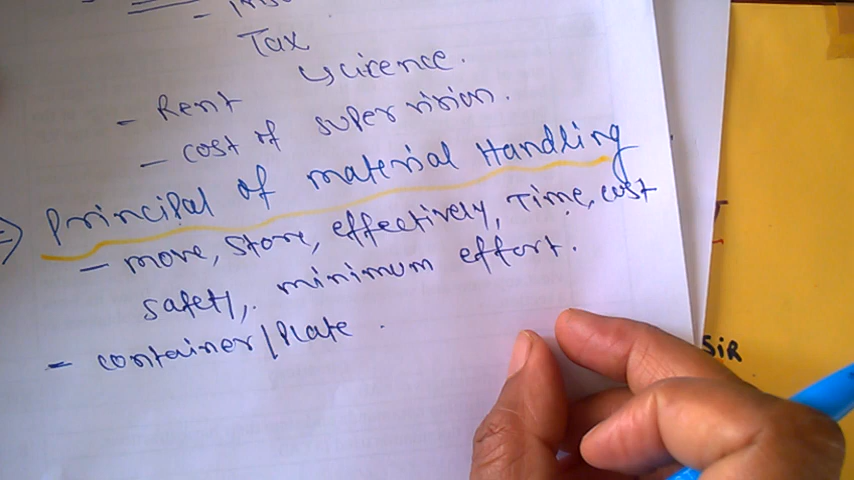 Tax
- Rent
- cost of supervision.
=> Principal of material Handling
- move, store, effectively, Time, cost
safety, minimum effort.
- container/Plate
SiR